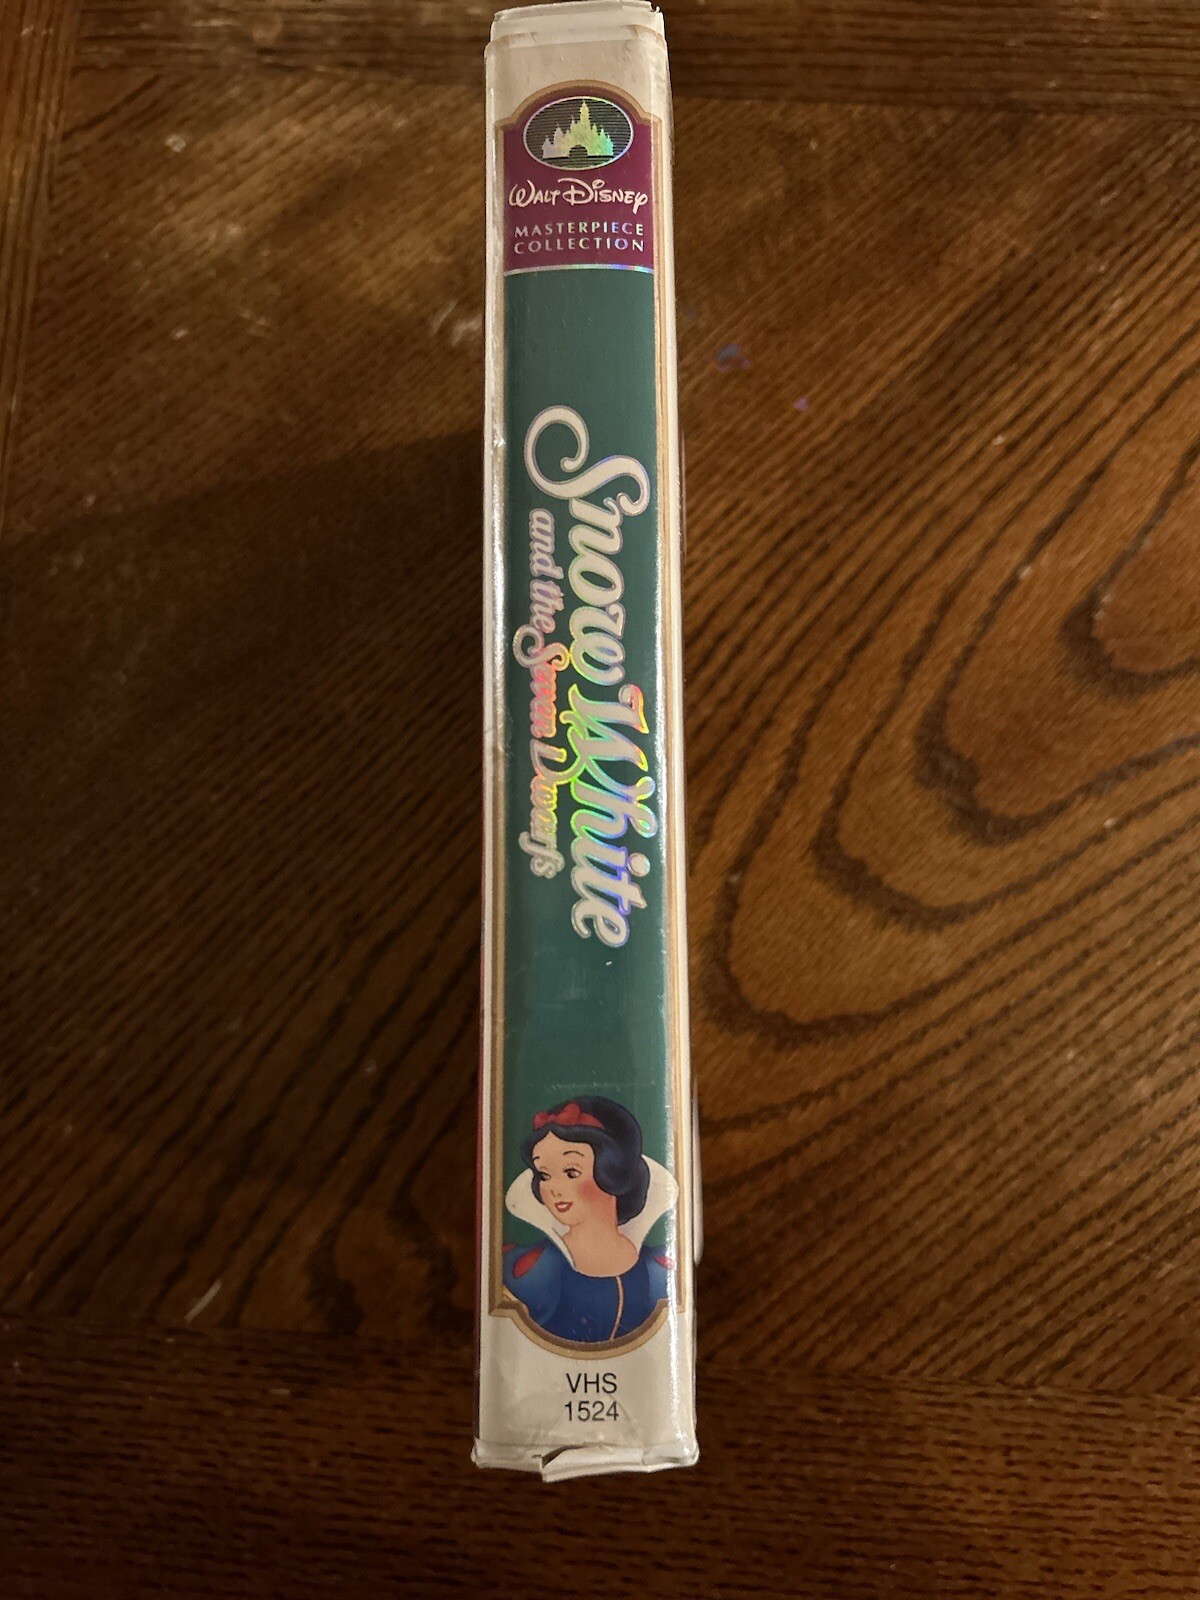 Walt Disney
MASTERPIECE
COLLECTION
Snow White
and the Seven Dwarfs
VHS
1524